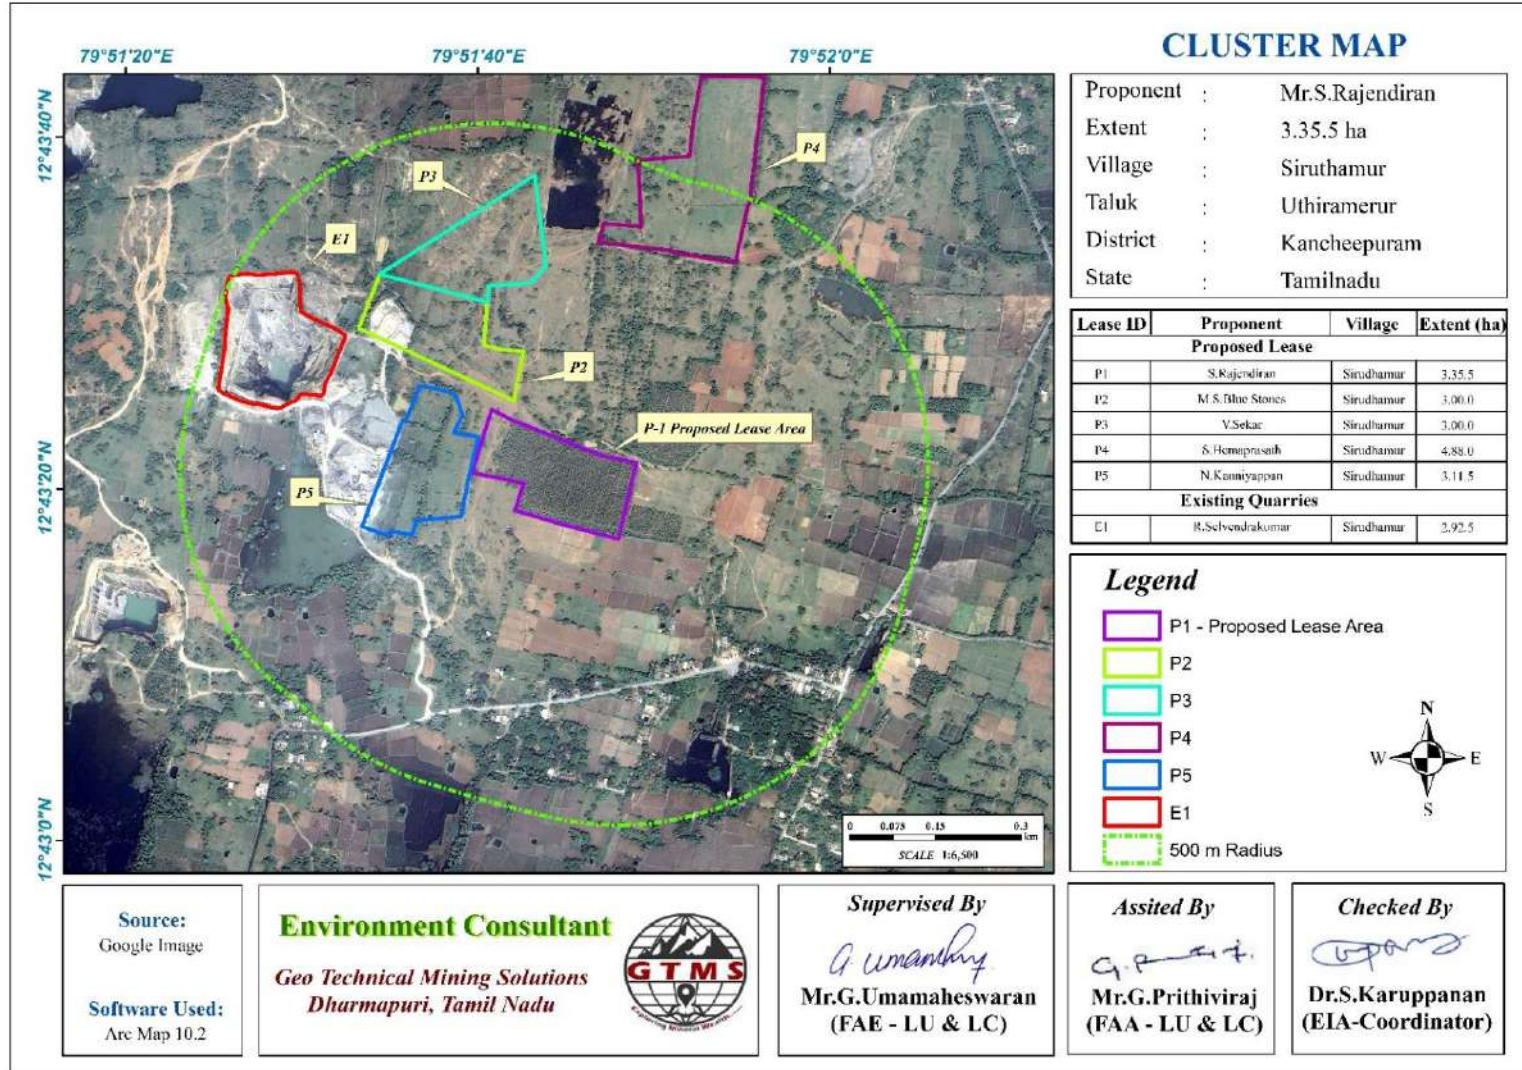 CLUSTER MAP
79°51'20"E
79°51'40"E
79°52'0"E
12°43'40"N
12°43'20"N
12°43'0"N
P3
P4
E1
P2
P-1 Proposed Lease Area
P5
0 0.075 0.15 0.3
km
SCALE 1:6,500
Proponent : Mr.S.Rajendiran
Extent : 3.35.5 ha
Village : Siruthamur
Taluk : Uthiramerur
District : Kancheepuram
State : Tamilnadu
Lease ID Proponent Village Extent (ha)
Proposed Lease
P1 S.Rajendiran Sirudhamur 3.35.5
P2 M.S.Blue Stones Sirudhamur 3.00.0
P3 V.Sekar Sirudhamur 3.00.0
P4 S.Hemaprasath Sirudhamur 4.88.0
P5 N.Kanniyappan Sirudhamur 3.11.5
Existing Quarries
E1 R.Selvendrakumar Sirudhamur 2.92.5
Legend
P1 - Proposed Lease Area
P2
P3
P4
P5
E1
500 m Radius
N
W E
S
Source:
Google Image
Software Used:
Arc Map 10.2
Environment Consultant
Geo Technical Mining Solutions
Dharmapuri, Tamil Nadu
GTMS
Supervised By
Mr.G.Umamaheswaran
(FAE - LU & LC)
Assited By
Mr.G.Prithiviraj
(FAA - LU & LC)
Checked By
Dr.S.Karuppanan
(EIA-Coordinator)